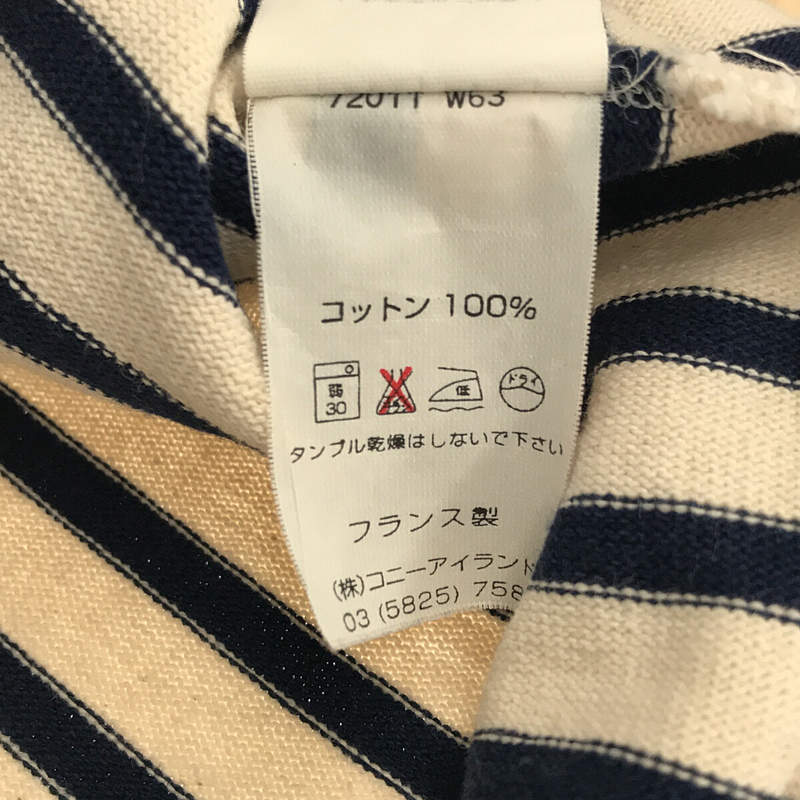 72011 W63
コットン 100%
弱 30 低 ドライ
タンブル乾燥はしないで下さい
フランス製
(株)コニーアイランド
03 (5825) 758